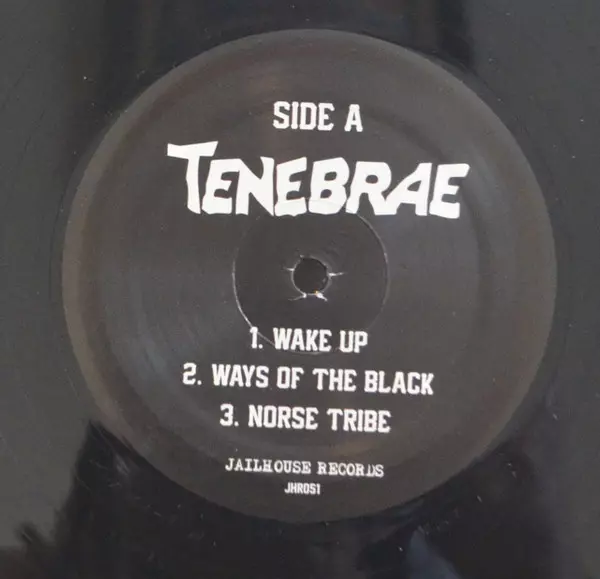 SIDE A
TENEBRAE
1. WAKE UP
2. WAYS OF THE BLACK
3. NORSE TRIBE
JAILHOUSE RECORDS
JHR051